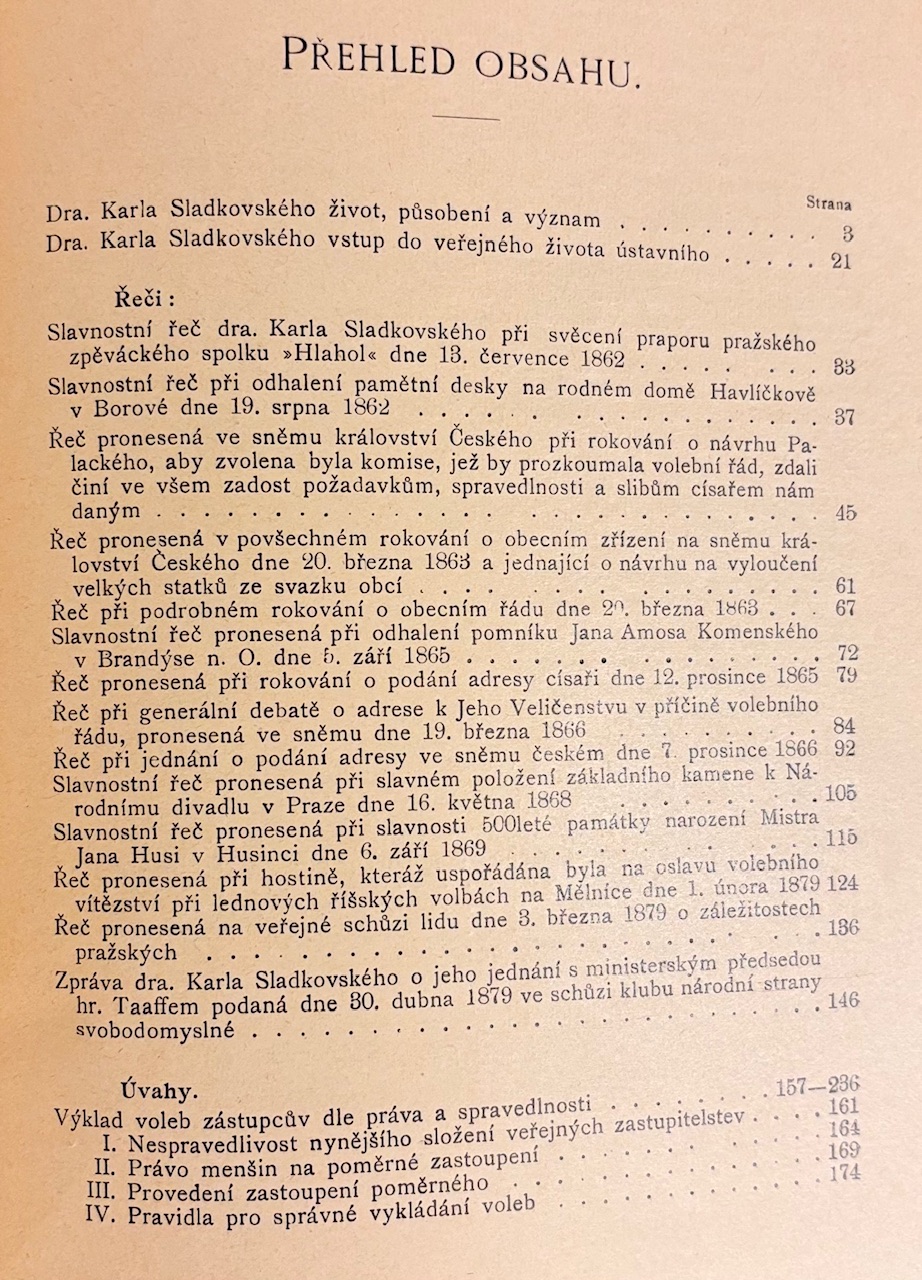 PŘEHLED OBSAHU.
Strana
Dra. Karla Sladkovského život, působení a význam . . . . . . . . . 3
Dra. Karla Sladkovského vstup do veřejného života ústavního . . . . . 21
Řeči :
Slavnostní řeč dra. Karla Sladkovského při svěcení praporu pražského
zpěváckého spolku »Hlahol« dne 13. července 1862 . . . . . . . . 33
Slavnostní řeč při odhalení pamětní desky na rodném domě Havlíčkově
v Borové dne 19. srpna 1862 . . . . . . . . . . . . . . . 37
Řeč pronesená ve sněmu království Českého při rokování o návrhu Pa-
lackého, aby zvolena byla komise, jež by prozkoumala volební řád, zdali
činí ve všem zadost požadavkům, spravedlnosti a slibům císařem nám
daným . . . . . . . . . . . . . . . . . . . . . . . . 45
Řeč pronesená v povšechném rokování o obecním zřízení na sněmu krá-
lovství Českého dne 20. března 1863 a jednající o návrhu na vyloučení
velkých statků ze svazku obcí . . . . . . . . . . . . . . . 61
Řeč při podrobném rokování o obecním řádu dne 20. března 1863 . . . 67
Slavnostní řeč pronesená při odhalení pomníku Jana Amosa Komenského
v Brandýse n. O. dne 5. září 1865 . . . . . . . . . . . . . 72
Řeč pronesená při rokování o podání adresy císaři dne 12. prosince 1865 79
Řeč při generální debatě o adrese k Jeho Veličenstvu v příčině volebního
řádu, pronesená ve sněmu dne 19. března 1866 . . . . . . . . . 84
Řeč při jednání o podání adresy ve sněmu českém dne 7. prosince 1866 92
Slavnostní řeč pronesená při slavném položení základního kamene k Ná-
rodnímu divadlu v Praze dne 16. května 1868 . . . . . . . . . 105
Slavnostní řeč pronesená při slavnosti 500leté památky narození Mistra
Jana Husi v Husinci dne 6. září 1869 . . . . . . . . . . . . 115
Řeč pronesená při hostině, kteráž uspořádána byla na oslavu volebního
vítězství při lednových říšských volbách na Mělníce dne 1. února 1879 124
Řeč pronesená na veřejné schůzi lidu dne 3. března 1879 o záležitostech
pražských . . . . . . . . . . . . . . . . . . . . . . 136
Zpráva dra. Karla Sladkovského o jeho jednání s ministerským předsedou
hr. Taaffem podaná dne 30. dubna 1879 ve schůzi klubu národní strany
svobodomyslné . . . . . . . . . . . . . . . . . . . . 146
Úvahy.
Výklad voleb zástupcův dle práva a spravedlnosti . . . . . . . 157—236
I. Nespravedlivost nynějšího složení veřejných zastupitelstev . . . . 161
II. Právo menšin na poměrné zastoupení . . . . . . . . . . . 164
III. Provedení zastoupení poměrného . . . . . . . . . . . . 169
IV. Pravidla pro správné vykládání voleb . . . . . . . . . . 174